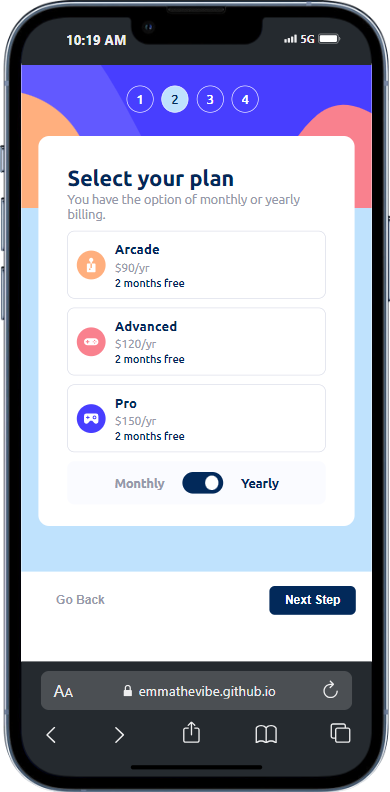 10:19 AM
5G
1 2 3 4
Select your plan
You have the option of monthly or yearly
billing.
Arcade
$90/yr
2 months free
Advanced
$120/yr
2 months free
Pro
$150/yr
2 months free
Monthly Yearly
Go Back Next Step
AA emmathevibe.github.io